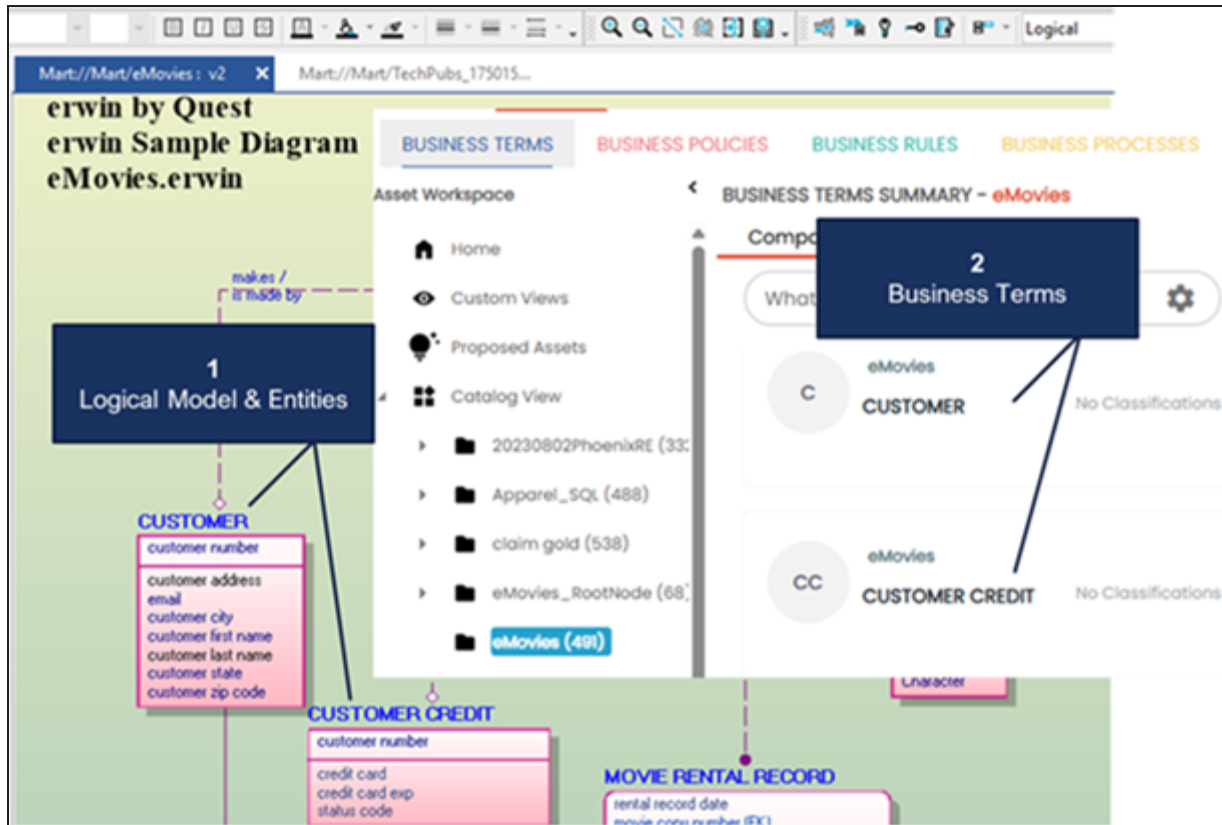 Logical
Mart://Mart/eMovies : v2 X
Mart://Mart/TechPubs_175015...
erwin by Quest
erwin Sample Diagram
eMovies.erwin
BUSINESS TERMS
BUSINESS POLICIES
BUSINESS RULES
BUSINESS PROCESSES
Asset Workspace
BUSINESS TERMS SUMMARY - eMovies
Home
Custom Views
Proposed Assets
Catalog View
20230802PhoenixRE (33
Apparel_SQL (488)
claim gold (538)
eMovies_RootNode (68)
eMovies (491)
2
Business Terms
C
eMovies
CUSTOMER
No Classifications
CC
eMovies
CUSTOMER CREDIT
No Classifications
makes /
is made by
1
Logical Model & Entities
CUSTOMER
customer number
customer address
email
customer city
customer first name
customer last name
customer state
customer zip code
CUSTOMER CREDIT
customer number
credit card
credit card exp
status code
MOVIE RENTAL RECORD
rental record date
movie copy number (FK)